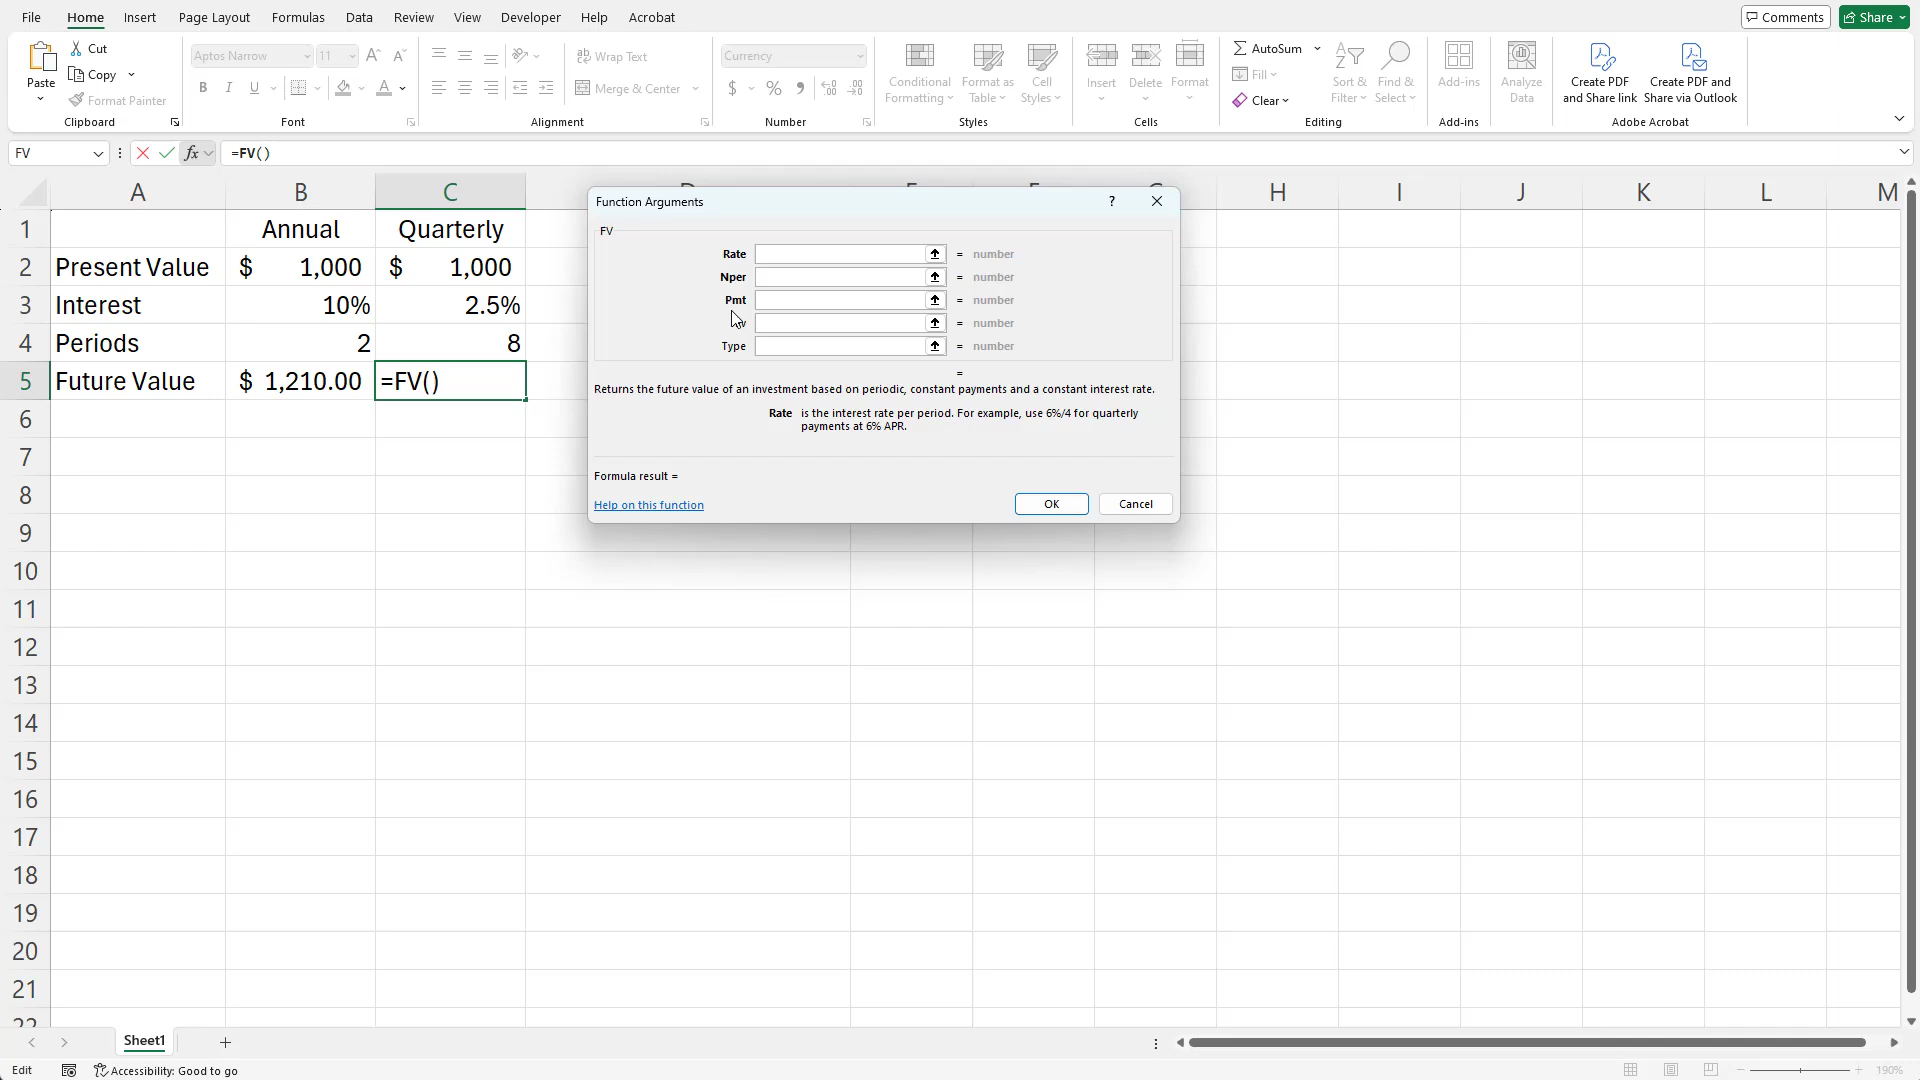 File Home Insert Page Layout Formulas Data Review View Developer Help Acrobat Comments Share
Paste Cut Copy Format Painter Clipboard
Aptos Narrow 11 A A B I U A Font
Wrap Text Merge & Center Alignment
Currency $ % , Number
Conditional Formatting Format as Table Cell Styles Styles
Insert Delete Format Cells
AutoSum Fill Clear Sort & Filter Find & Select Editing
Add-ins Add-ins
Analyze Data
Create PDF and Share link Create PDF and Share via Outlook Adobe Acrobat
FV fx =FV()
A B C H I J K L M
1 Annual Quarterly
2 Present Value $ 1,000 $ 1,000
3 Interest 10% 2.5%
4 Periods 2 8
5 Future Value $ 1,210.00 =FV()
6
7
8
9
10
11
12
13
14
15
16
17
18
19
20
21
22
Function Arguments ?
FV
Rate = number
Nper = number
Pmt = number
v = number
Type = number
=
Returns the future value of an investment based on periodic, constant payments and a constant interest rate.
Rate is the interest rate per period. For example, use 6%/4 for quarterly
payments at 6% APR.
Formula result =
Help on this function OK Cancel
Sheet1 +
Edit Accessibility: Good to go 190%